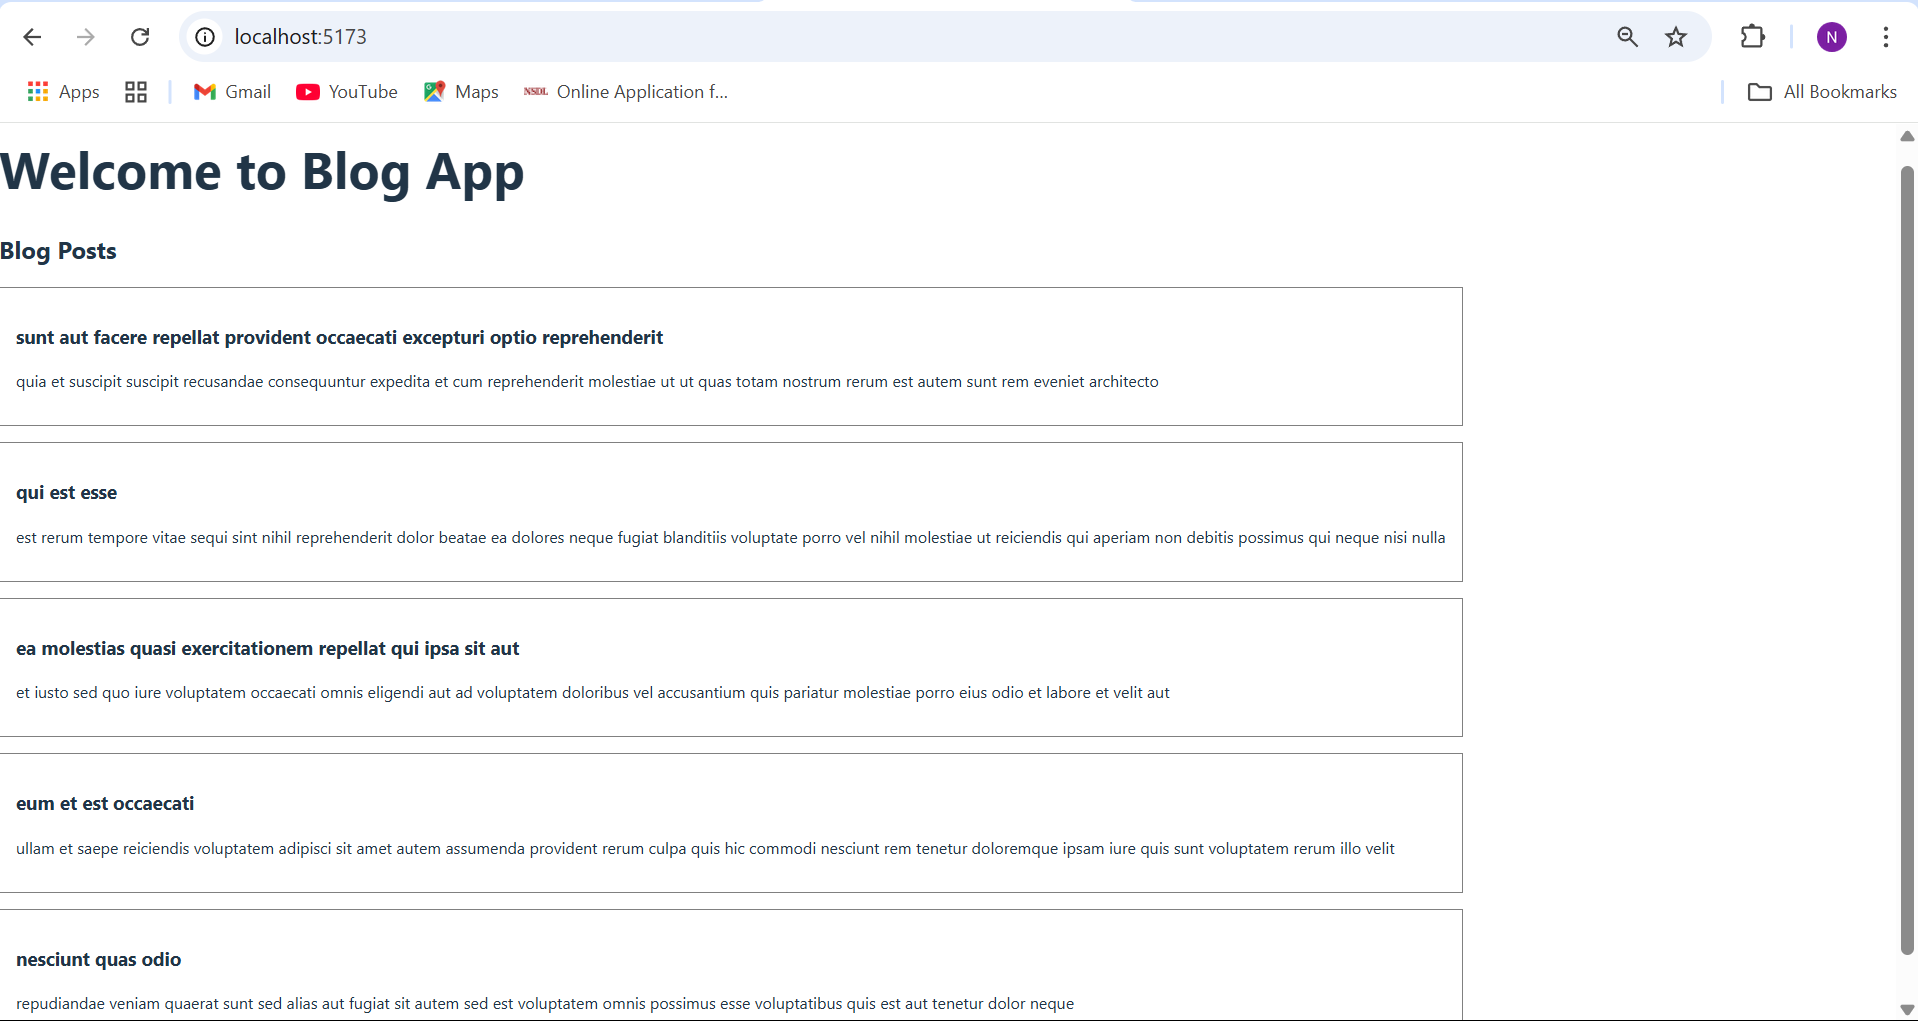 localhost:5173
N
Apps
Gmail
YouTube
Maps
NSDL Online Application f...
All Bookmarks
Welcome to Blog App
Blog Posts
sunt aut facere repellat provident occaecati excepturi optio reprehenderit
quia et suscipit suscipit recusandae consequuntur expedita et cum reprehenderit molestiae ut ut quas totam nostrum rerum est autem sunt rem eveniet architecto
qui est esse
est rerum tempore vitae sequi sint nihil reprehenderit dolor beatae ea dolores neque fugiat blanditiis voluptate porro vel nihil molestiae ut reiciendis qui aperiam non debitis possimus qui neque nisi nulla
ea molestias quasi exercitationem repellat qui ipsa sit aut
et iusto sed quo iure voluptatem occaecati omnis eligendi aut ad voluptatem doloribus vel accusantium quis pariatur molestiae porro eius odio et labore et velit aut
eum et est occaecati
ullam et saepe reiciendis voluptatem adipisci sit amet autem assumenda provident rerum culpa quis hic commodi nesciunt rem tenetur doloremque ipsam iure quis sunt voluptatem rerum illo velit
nesciunt quas odio
repudiandae veniam quaerat sunt sed alias aut fugiat sit autem sed est voluptatem omnis possimus esse voluptatibus quis est aut tenetur dolor neque